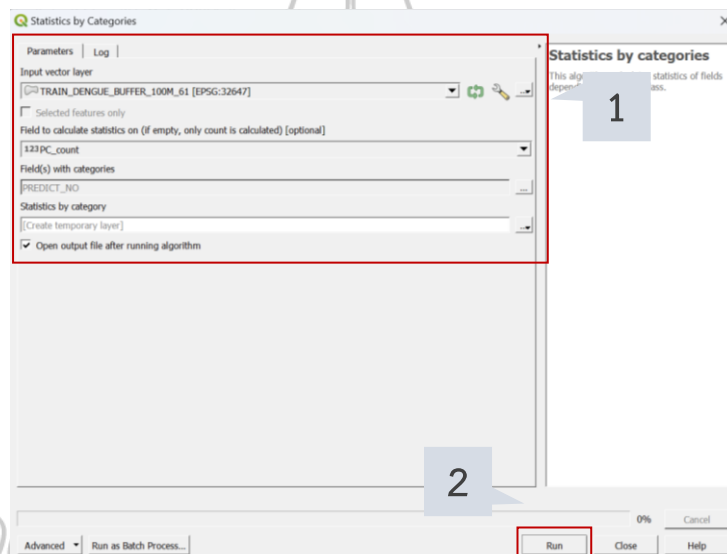 Statistics by Categories
Parameters
Log
Input vector layer
TRAIN_DENGUE_BUFFER_100M_61 [EPSG:32647]
Selected features only
Field to calculate statistics on (if empty, only count is calculated) [optional]
123 PC_count
Field(s) with categories
PREDICT_NO
...
Statistics by category
[Create temporary layer]
Open output file after running algorithm
Statistics by categories
This statistics of fields
1
2
0%
Cancel
Advanced
Run as Batch Process...
Run
Close
Help